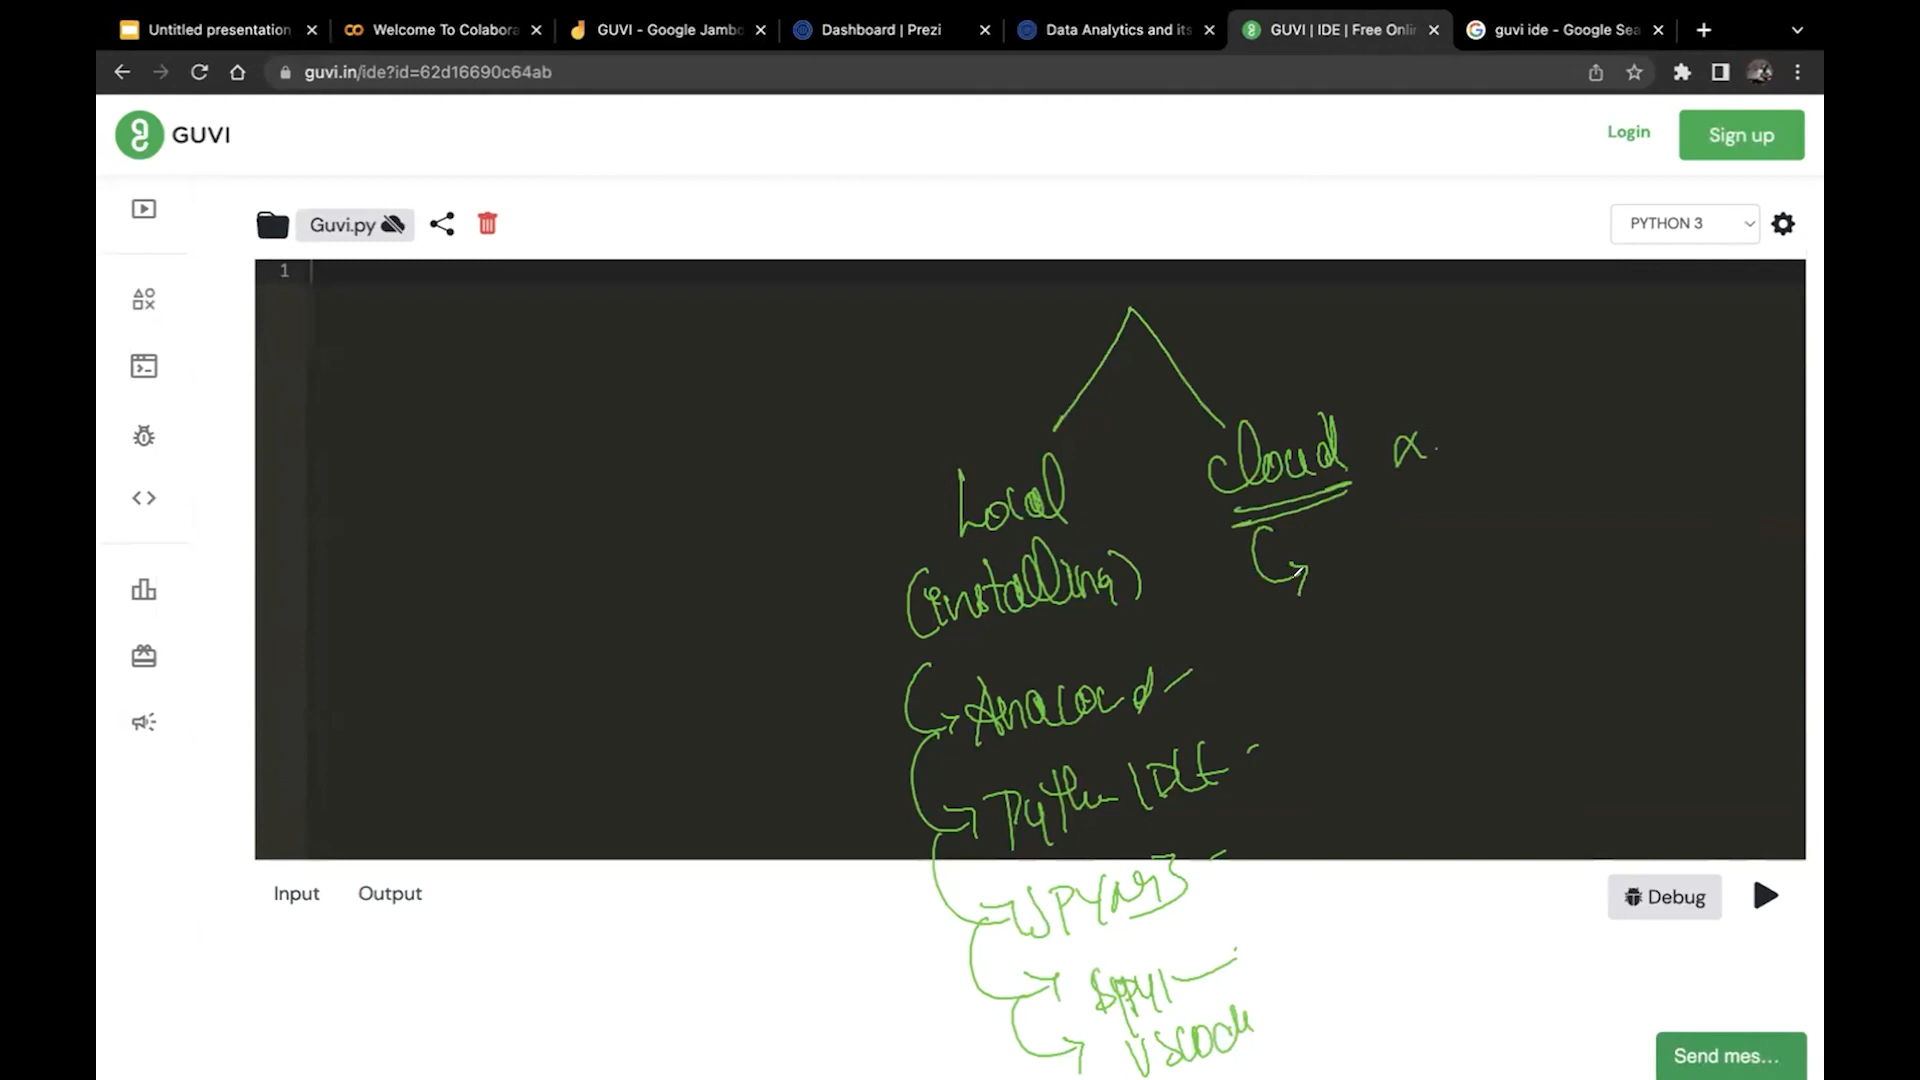 Untitled presentation
Welcome To Colabora
GUVI - Google Jambo
Dashboard | Prezi
Data Analytics and its
GUVI | IDE | Free Onlin
guvi ide - Google Sea
guvi.in/ide?id=62d16690c64ab
GUVI
Login
Sign up
Guvi.py
PYTHON 3
1
cloud
Local
(installing)
Anacond
Python IDLE
VSCode
Input
Output
Debug
Send mes...